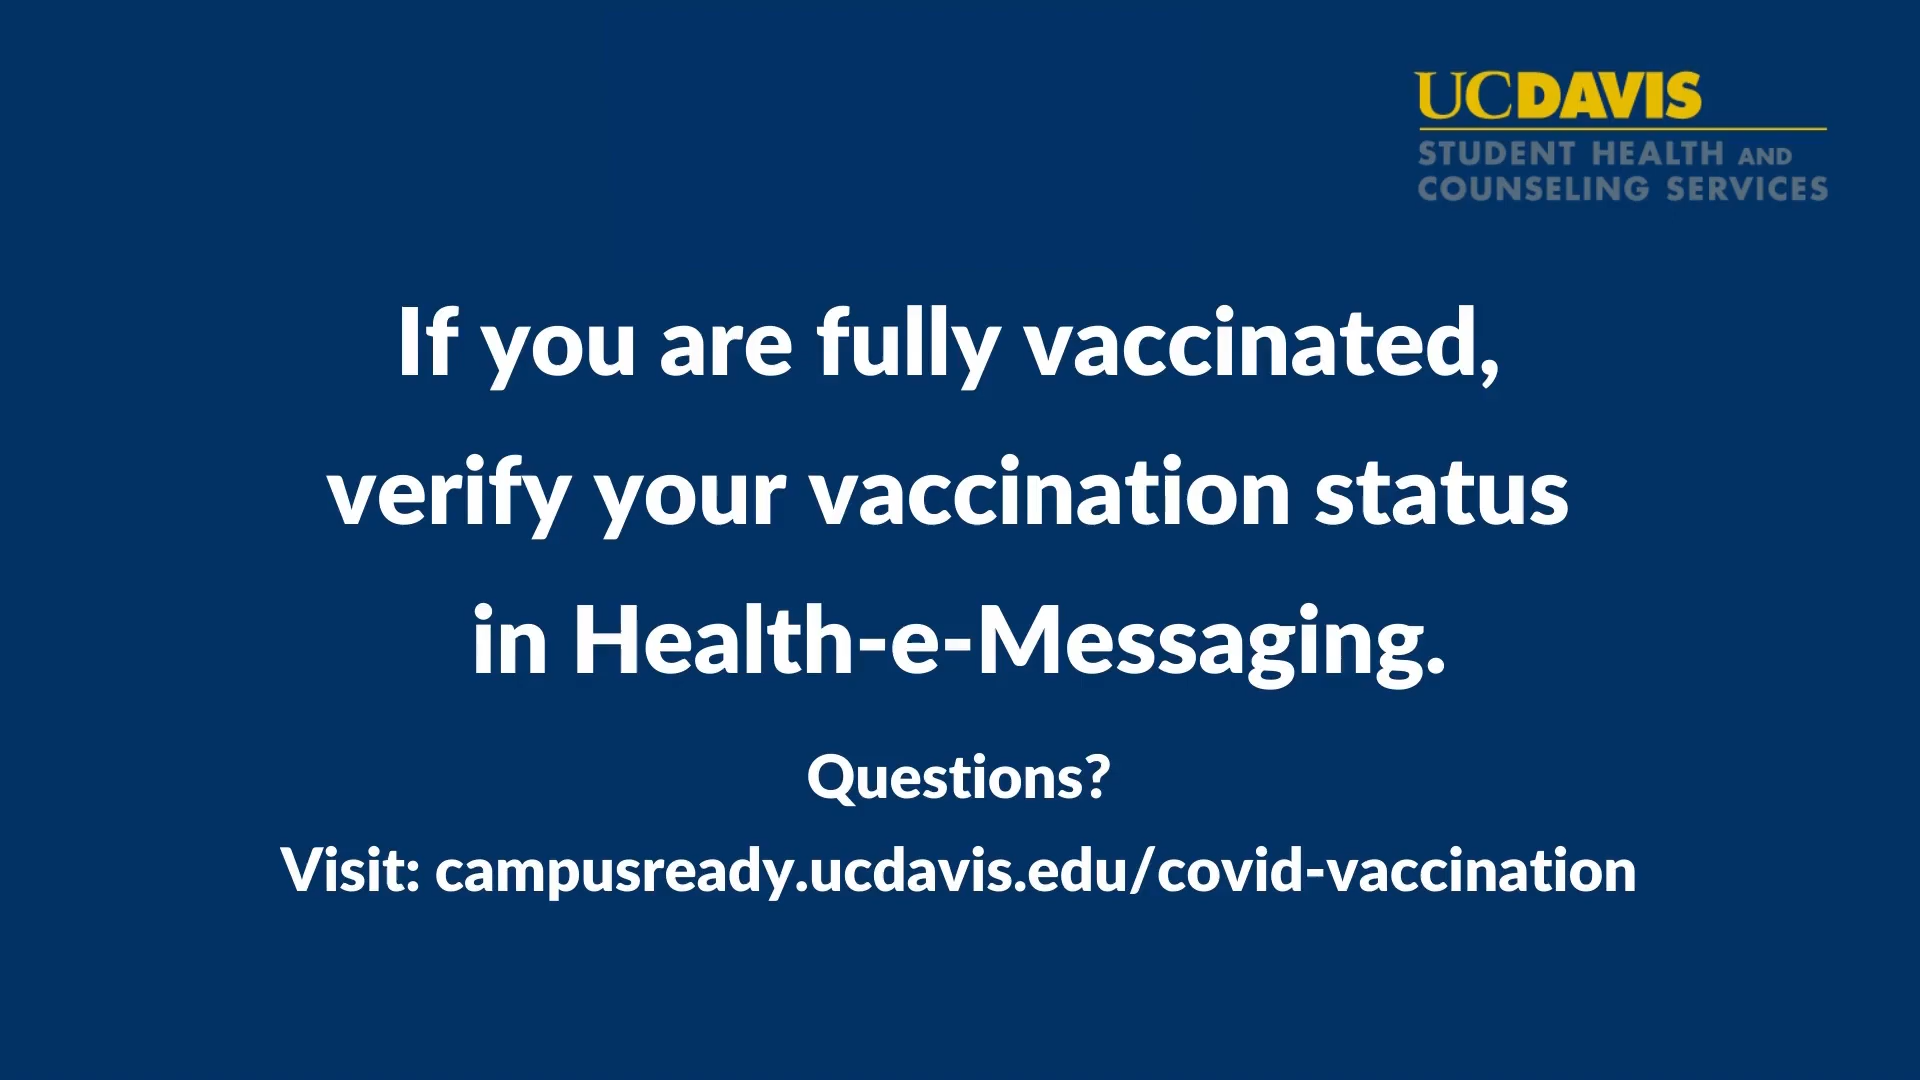 UCDAVIS
STUDENT HEALTH AND
COUNSELING SERVICES
If you are fully vaccinated,
verify your vaccination status
in Health-e-Messaging.
Questions?
Visit: campusready.ucdavis.edu/covid-vaccination